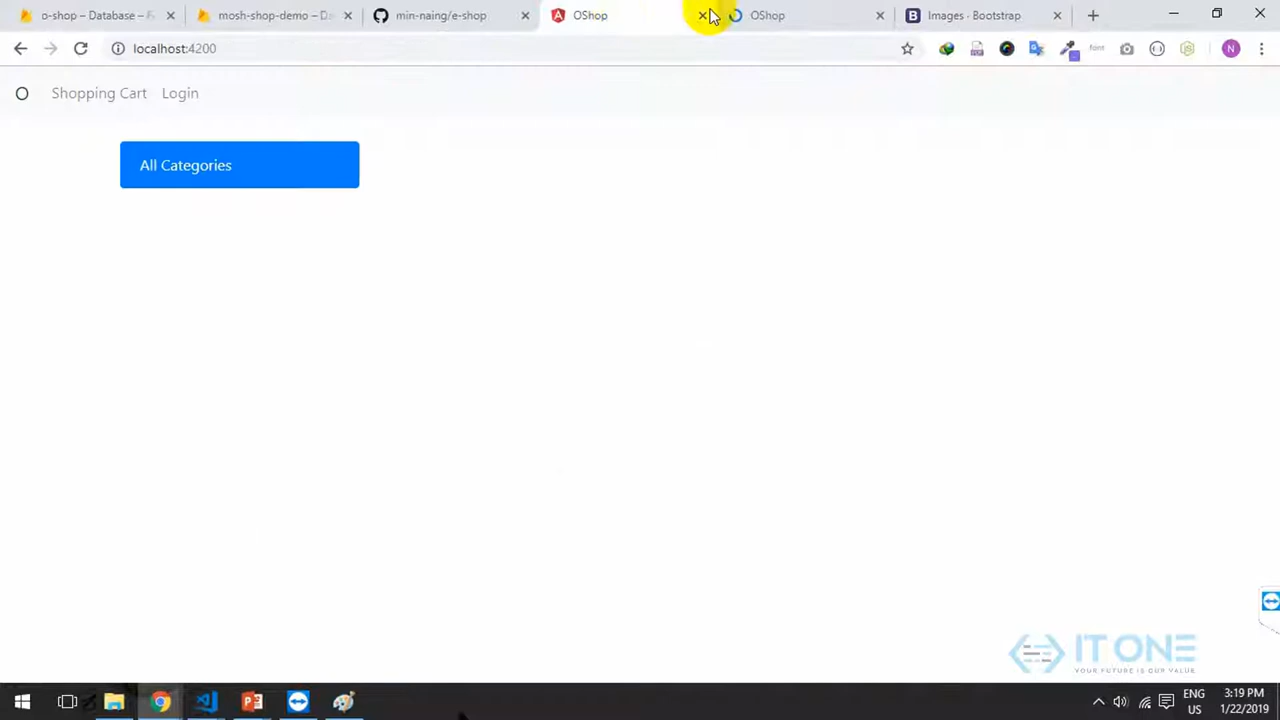 o-shop – Database – F
mosh-shop-demo – D
min-naing/e-shop
OShop
OShop
Images · Bootstrap
localhost:4200
font
N
O Shopping Cart Login
All Categories
IT ONE
YOUR FUTURE IS OUR VALUE
ENG
US
3:19 PM
1/22/2019